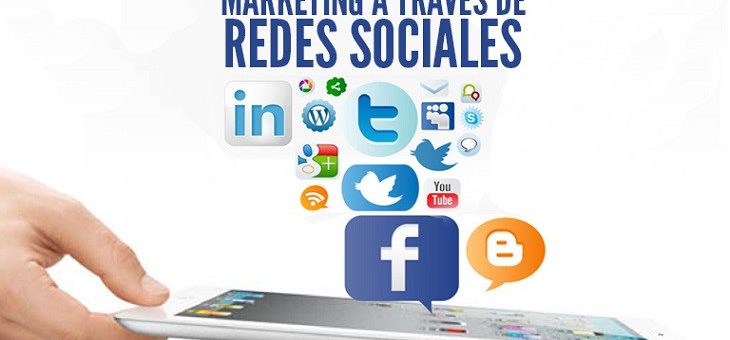 MARKETING A TRAVÉS DE
REDES SOCIALES
in
W
t
g+
You
Tube
f
B